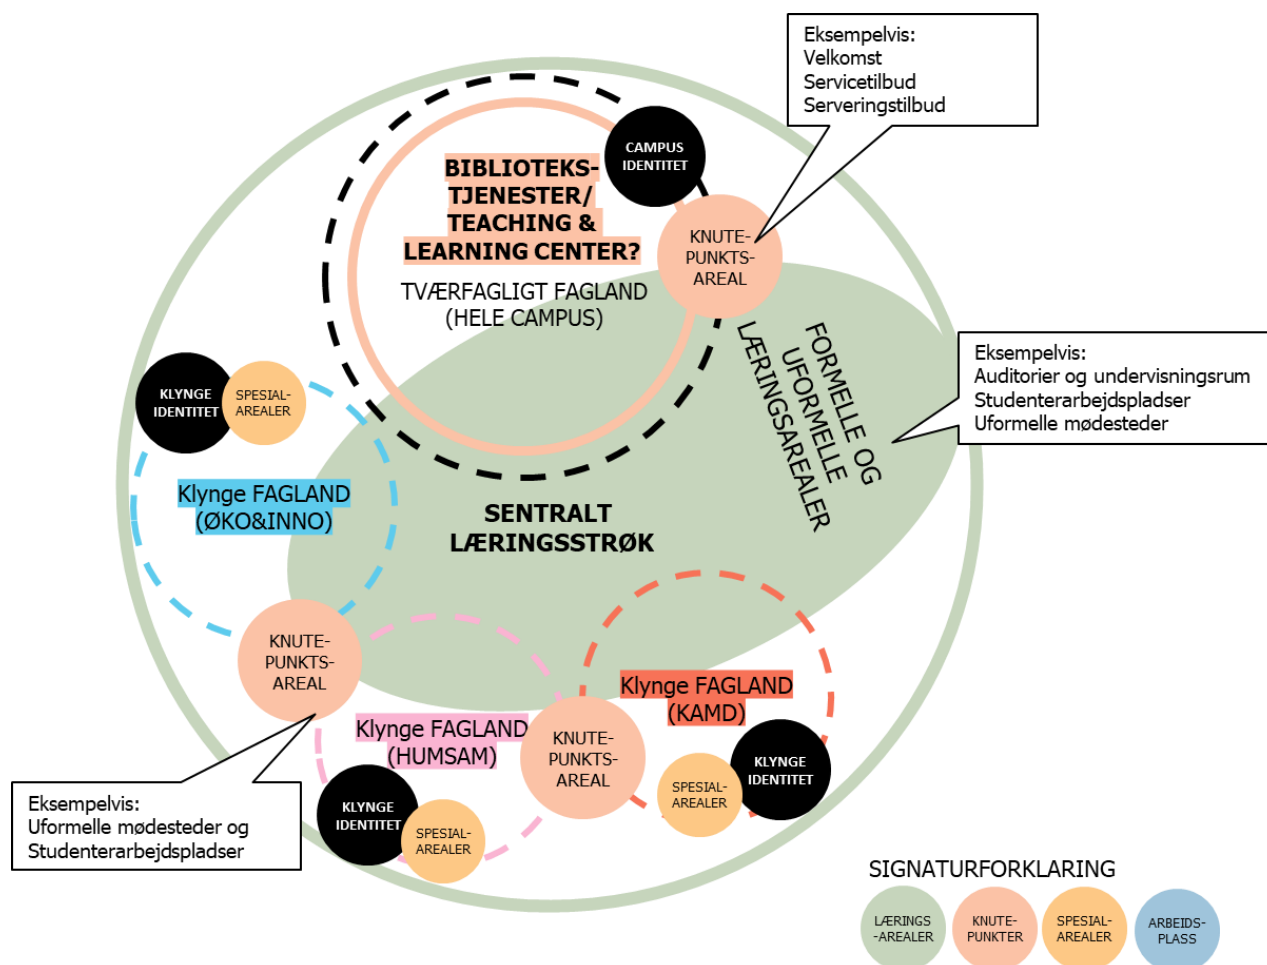 Eksempelvis:
Velkomst
Servicetilbud
Serveringstilbud
CAMPUS
IDENTITET
BIBLIOTEKS-
TJENESTER/
TEACHING &
LEARNING CENTER?
TVÆRFAGLIGT FAGLAND
(HELE CAMPUS)
KNUTE-
PUNKTS-
AREAL
FORMELLE OG
UFORMELLE
LÆRINGSAREALER
Eksempelvis:
Auditorier og undervisningsrum
Studenterarbejdspladser
Uformelle mødesteder
KLYNGE
IDENTITET
SPESIAL-
AREALER
Klynge FAGLAND
(ØKO&INNO)
SENTRALT
LÆRINGSSTRØK
KNUTE-
PUNKTS-
AREAL
Klynge FAGLAND
(KAMD)
Klynge FAGLAND
(HUMSAM)
KNUTE-
PUNKTS-
AREAL
KLYNGE
IDENTITET
SPESIAL-
AREALER
KLYNGE
IDENTITET
SPESIAL-
AREALER
Eksempelvis:
Uformelle mødesteder og
Studenterarbejdspladser
SIGNATURFORKLARING
LÆRINGS
-AREALER
KNUTE-
PUNKTER
SPESIAL-
AREALER
ARBEIDS-
PLASS